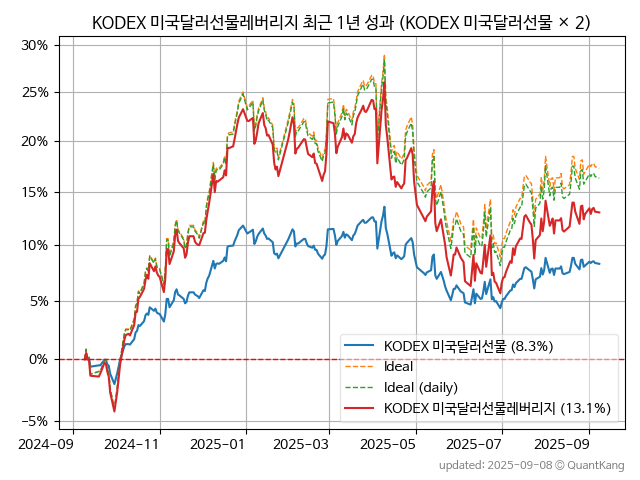 KODEX 미국달러선물레버리지 최근 1년 성과 (KODEX 미국달러선물 × 2)
30%
25%
20%
15%
10%
5%
0%
−5%
KODEX 미국달러선물 (8.3%)
Ideal
Ideal (daily)
KODEX 미국달러선물레버리지 (13.1%)
2024-09 2024-11 2025-01 2025-03 2025-05 2025-07 2025-09
updated: 2025-09-08 © QuantKang